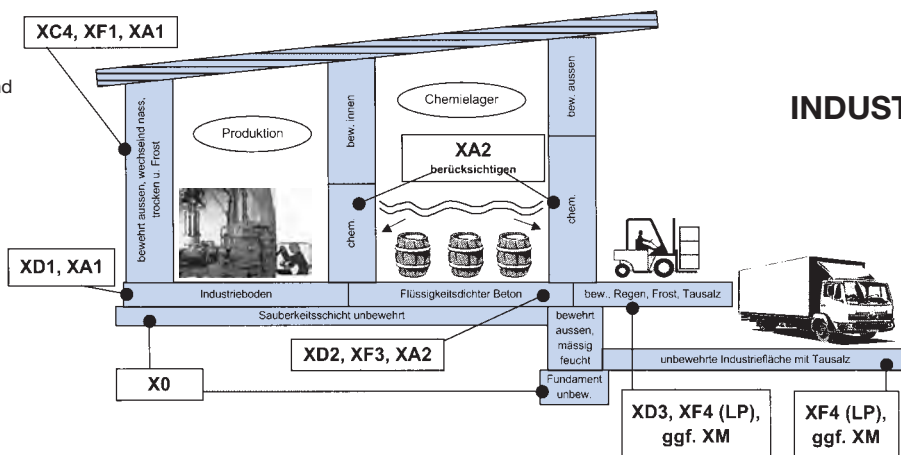 XC4, XF1, XA1
nd
INDUST
bewehrt aussen, wechselnd nass,
trocken u. Frost
Produktion
bew. innen
chem.
Chemielager
bew. aussen
chem.
XA2
berücksichtigen
XD1, XA1
Industrieboden
Flüssigkeitsdichter Beton
bew.. Regen, Frost, Tausalz
Sauberkeitsschicht unbewehrt
bewehrt
aussen,
mässig
feucht
unbewehrte Industriefläche mit Tausalz
XD2, XF3, XA2
X0
Fundament
unbew.
XD3, XF4 (LP),
ggf. XM
XF4 (LP),
ggf. XM